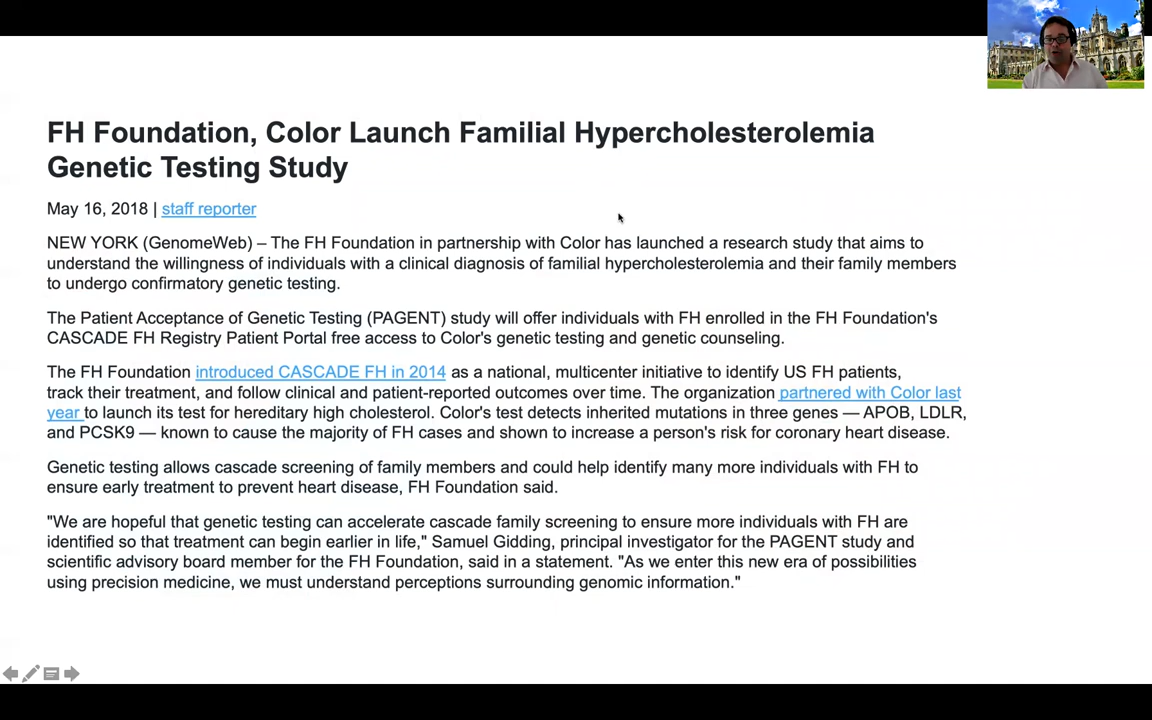 FH Foundation, Color Launch Familial Hypercholesterolemia
Genetic Testing Study
May 16, 2018 | staff reporter
NEW YORK (GenomeWeb) – The FH Foundation in partnership with Color has launched a research study that aims to
understand the willingness of individuals with a clinical diagnosis of familial hypercholesterolemia and their family members
to undergo confirmatory genetic testing.
The Patient Acceptance of Genetic Testing (PAGENT) study will offer individuals with FH enrolled in the FH Foundation's
CASCADE FH Registry Patient Portal free access to Color's genetic testing and genetic counseling.
The FH Foundation introduced CASCADE FH in 2014 as a national, multicenter initiative to identify US FH patients,
track their treatment, and follow clinical and patient-reported outcomes over time. The organization partnered with Color last
year to launch its test for hereditary high cholesterol. Color's test detects inherited mutations in three genes — APOB, LDLR,
and PCSK9 — known to cause the majority of FH cases and shown to increase a person's risk for coronary heart disease.
Genetic testing allows cascade screening of family members and could help identify many more individuals with FH to
ensure early treatment to prevent heart disease, FH Foundation said.
"We are hopeful that genetic testing can accelerate cascade family screening to ensure more individuals with FH are
identified so that treatment can begin earlier in life," Samuel Gidding, principal investigator for the PAGENT study and
scientific advisory board member for the FH Foundation, said in a statement. "As we enter this new era of possibilities
using precision medicine, we must understand perceptions surrounding genomic information."